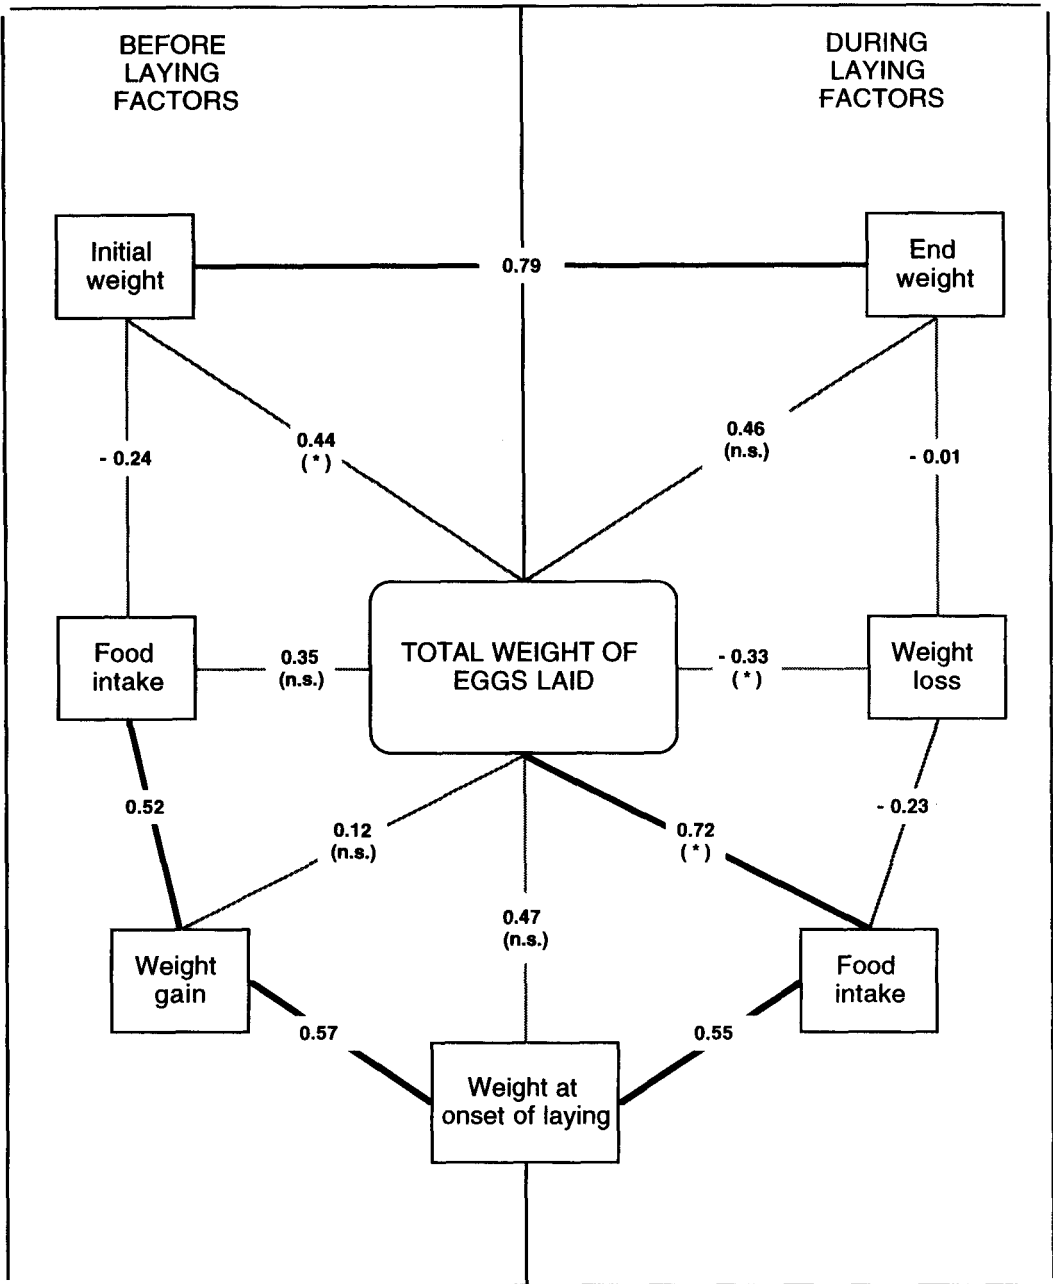 BEFORE
LAYING
FACTORS
DURING
LAYING
FACTORS
Initial
weight
0.79
End
weight
0.44
( * )
0.46
(n.s.)
- 0.24
- 0.01
Food
intake
0.35
(n.s.)
TOTAL WEIGHT OF
EGGS LAID
- 0.33
( * )
Weight
loss
0.52
0.12
(n.s.)
0.72
( * )
- 0.23
0.47
(n.s.)
Weight
gain
Food
intake
0.57
0.55
Weight at
onset of laying